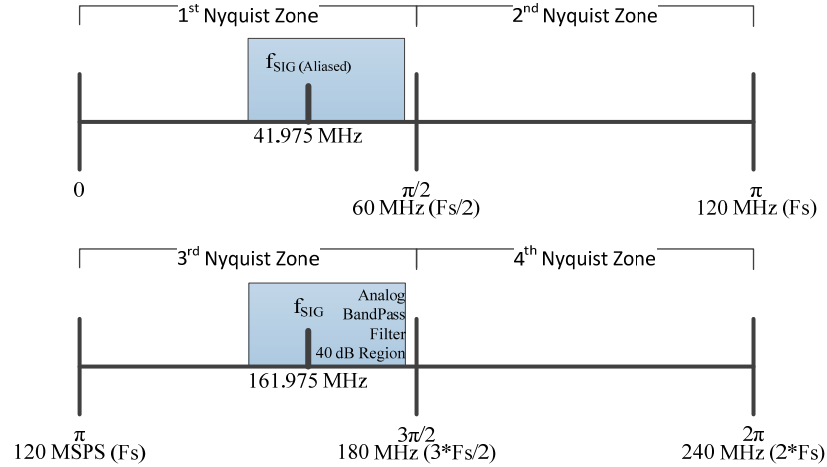 1st Nyquist Zone
2nd Nyquist Zone
fSIG (Aliased)
41.975 MHz
0
π/2
60 MHz (Fs/2)
π
120 MHz (Fs)
3rd Nyquist Zone
4th Nyquist Zone
fSIG
Analog
BandPass
Filter
40 dB Region
161.975 MHz
π
120 MSPS (Fs)
3π/2
180 MHz (3*Fs/2)
2π
240 MHz (2*Fs)